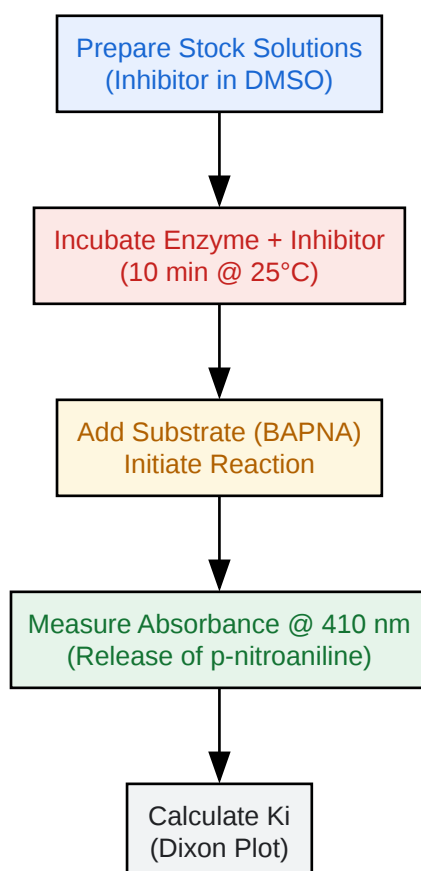 Prepare Stock Solutions
(Inhibitor in DMSO)
Incubate Enzyme + Inhibitor
(10 min @ 25°C)
Add Substrate (BAPNA)
Initiate Reaction
Measure Absorbance @ 410 nm
(Release of p-nitroaniline)
Calculate Ki
(Dixon Plot)